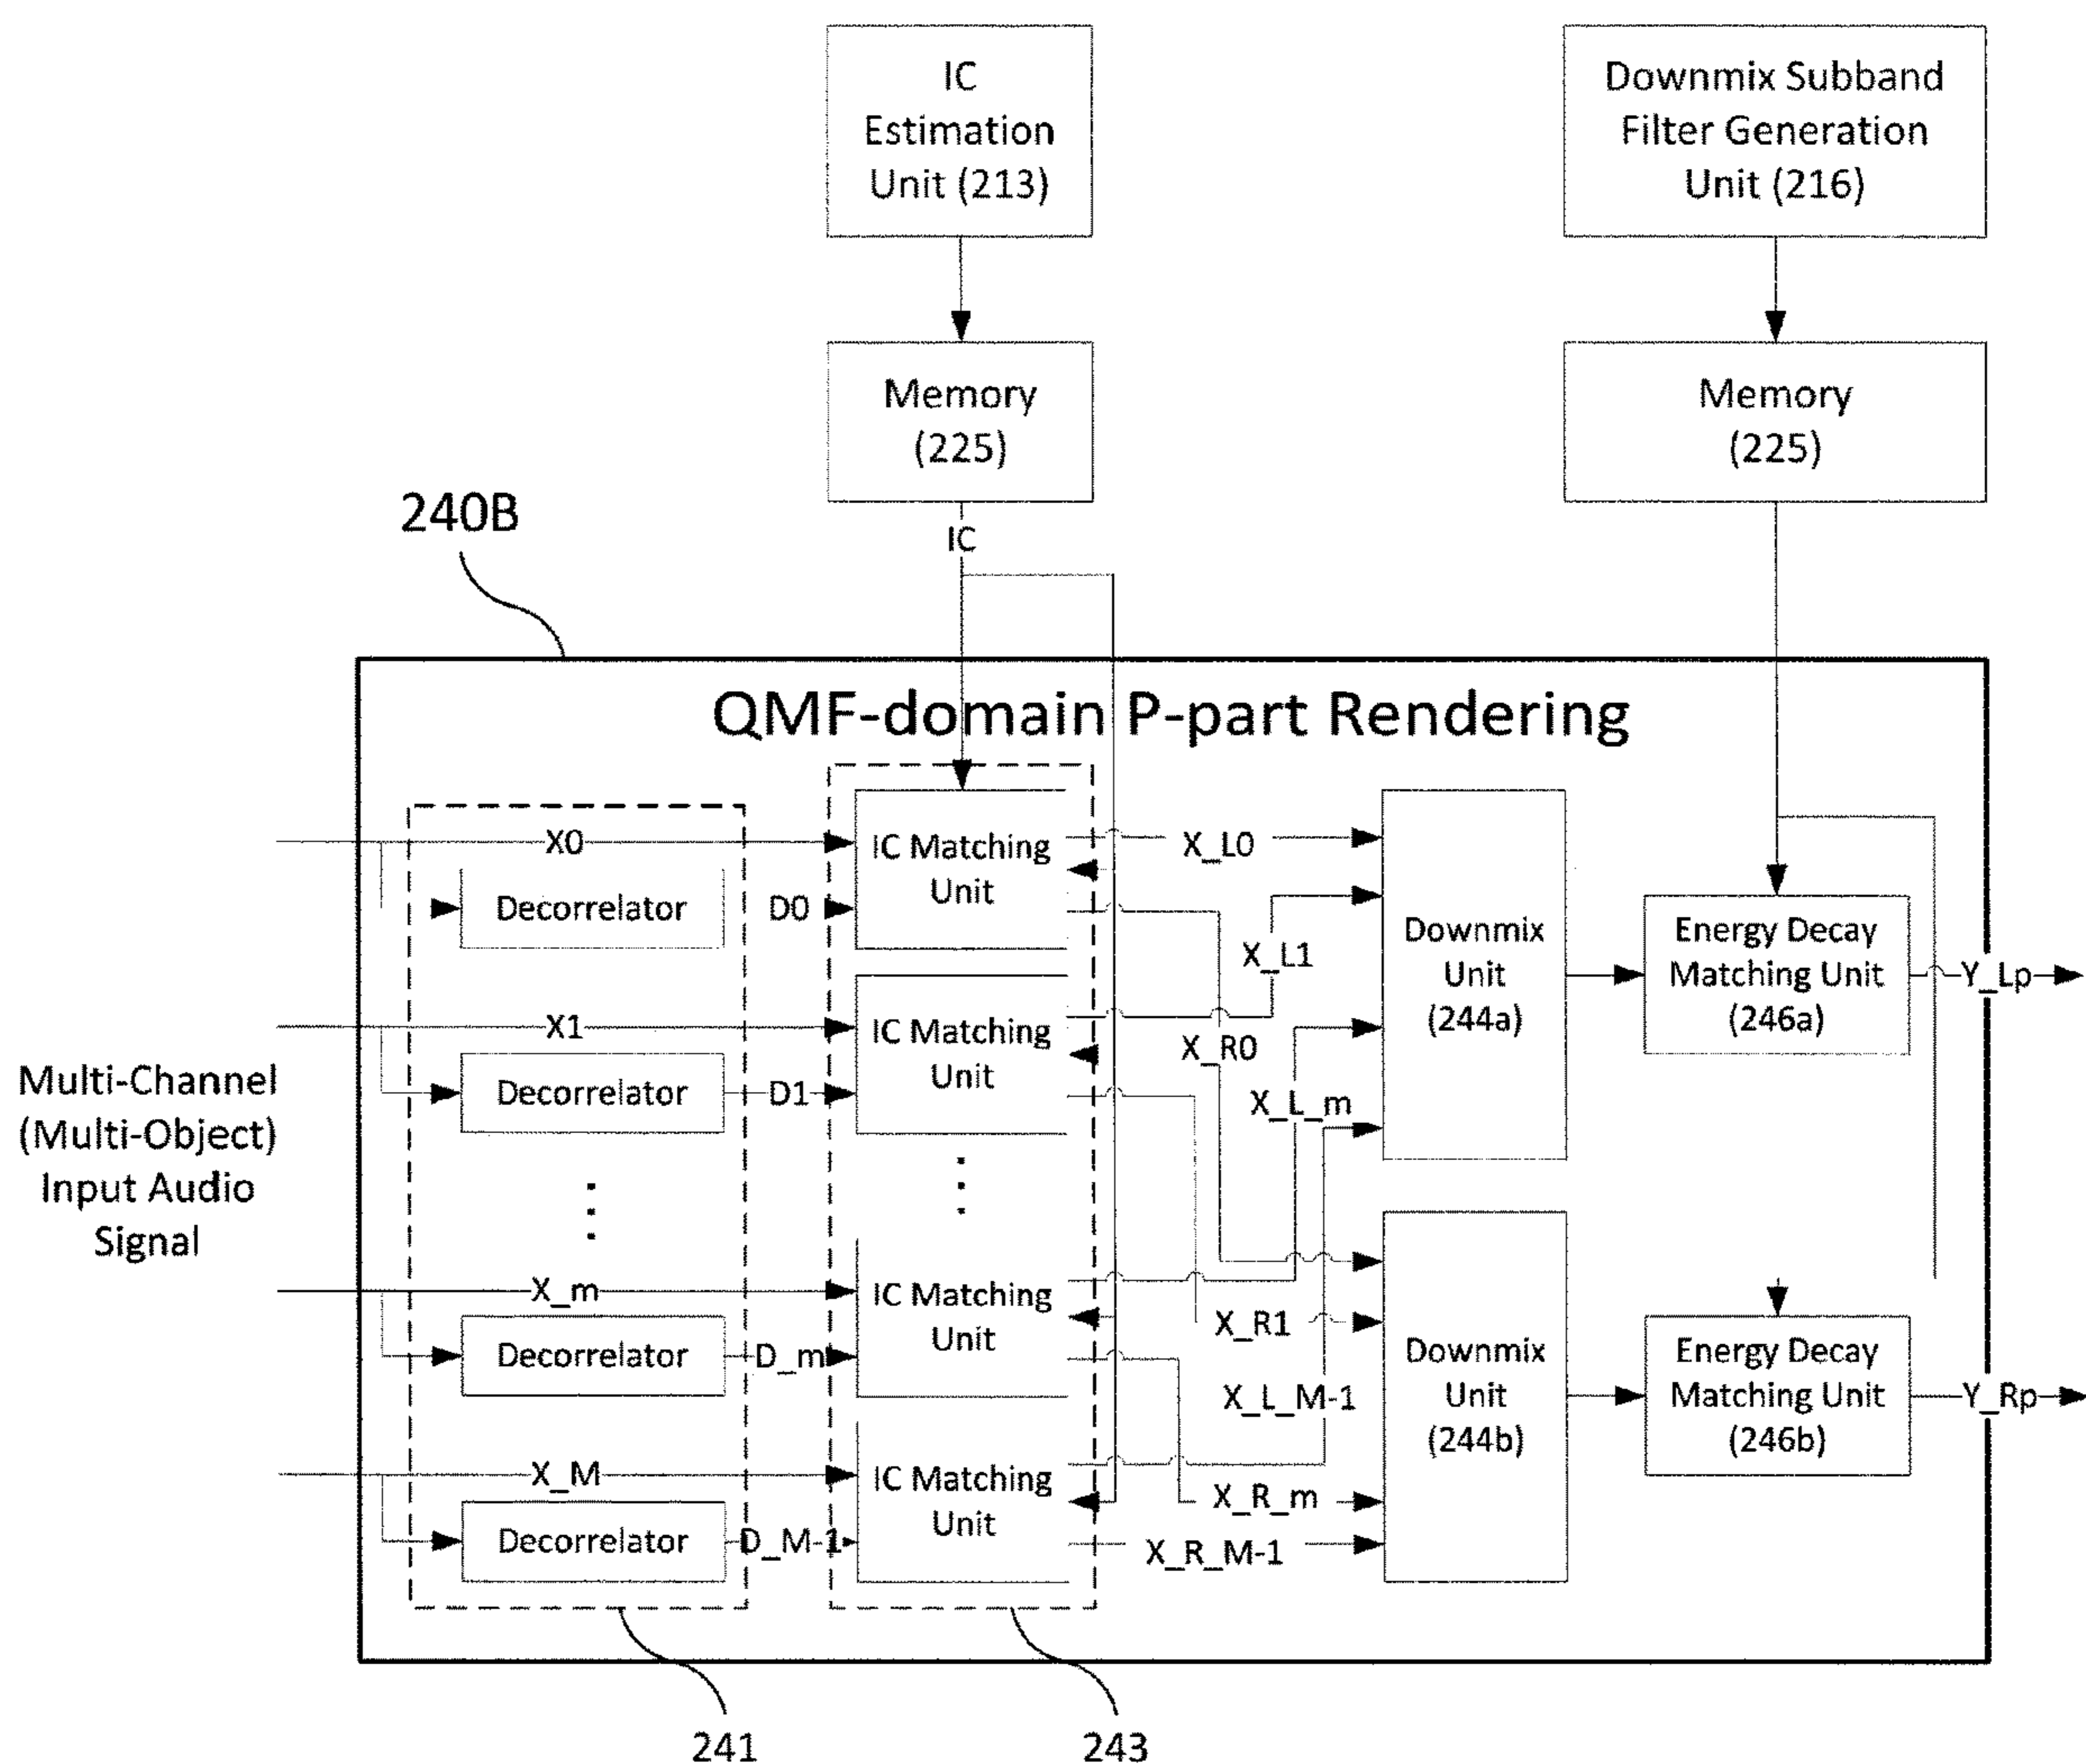 IC
Estimation
Unit (213)
Downmix Subband
Filter Generation
Unit (216)
Memory
(225)
Memory
(225)
240B
IC
QMF-domain P-part Rendering
Multi-Channel
(Multi-Object)
Input Audio
Signal
X0
Decorrelator
D0
IC Matching
Unit
X_L0
X_R0
X1
Decorrelator
D1
IC Matching
Unit
X_L1
X_R1
X_m
Decorrelator
D_m
IC Matching
Unit
X_L_m
X_R_m
X_M
Decorrelator
D_M-1
IC Matching
Unit
X_L_M-1
X_R_M-1
Downmix
Unit
(244a)
Energy Decay
Matching Unit
(246a)
Y_Lp
Downmix
Unit
(244b)
Energy Decay
Matching Unit
(246b)
Y_Rp
241
243